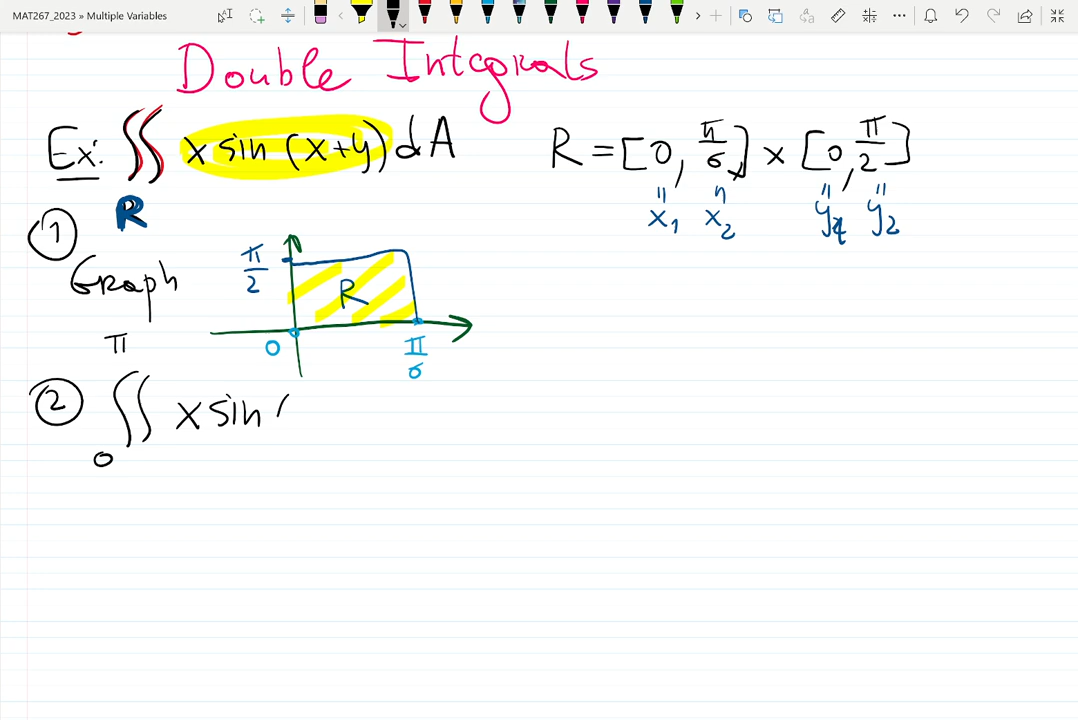 MAT267_2023 » Multiple Variables
Double Integrals
Ex: ∬ x sin (x+y) dA R = [0, π/6] × [0, π/2]
R
" " " "
x₁ x₂ y₁ y₂
①
Graph
π/2
R
0 π/6
π
② ∬ x sin (
0